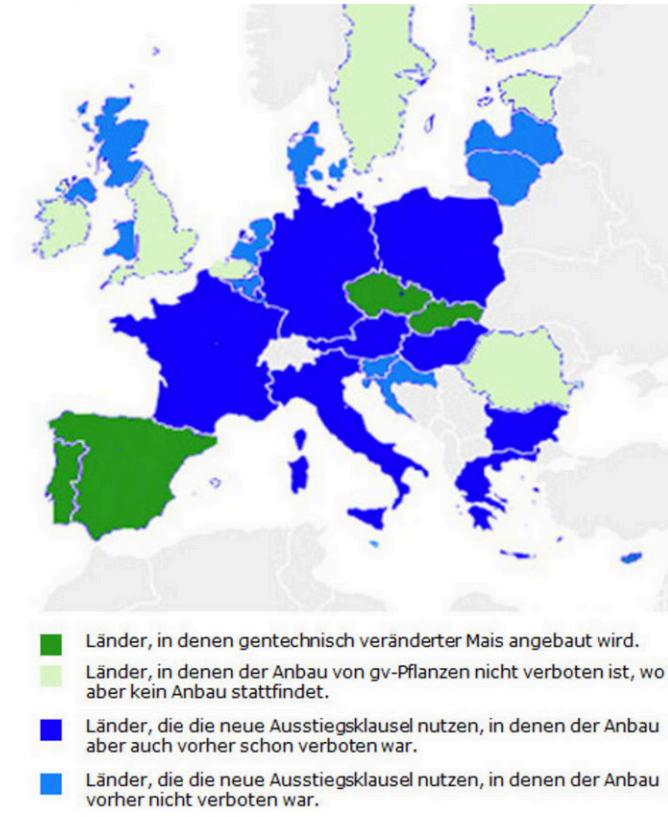 Länder, in denen gentechnisch veränderter Mais angebaut wird.
Länder, in denen der Anbau von gv-Pflanzen nicht verboten ist, wo
aber kein Anbau stattfindet.
Länder, die die neue Ausstiegsklausel nutzen, in denen der Anbau
aber auch vorher schon verboten war.
Länder, die die neue Ausstiegsklausel nutzen, in denen der Anbau
vorher nicht verboten war.